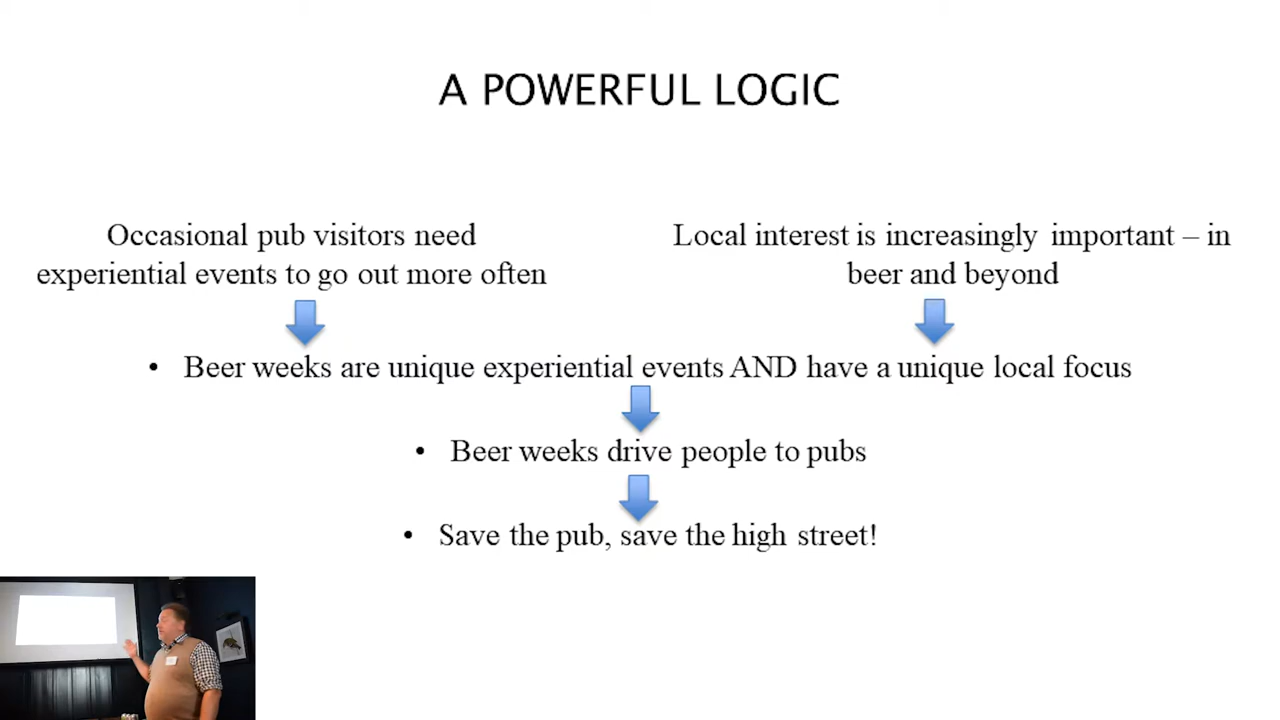 A POWERFUL LOGIC
Occasional pub visitors need
experiential events to go out more often
Local interest is increasingly important – in
beer and beyond
• Beer weeks are unique experiential events AND have a unique local focus
• Beer weeks drive people to pubs
• Save the pub, save the high street!